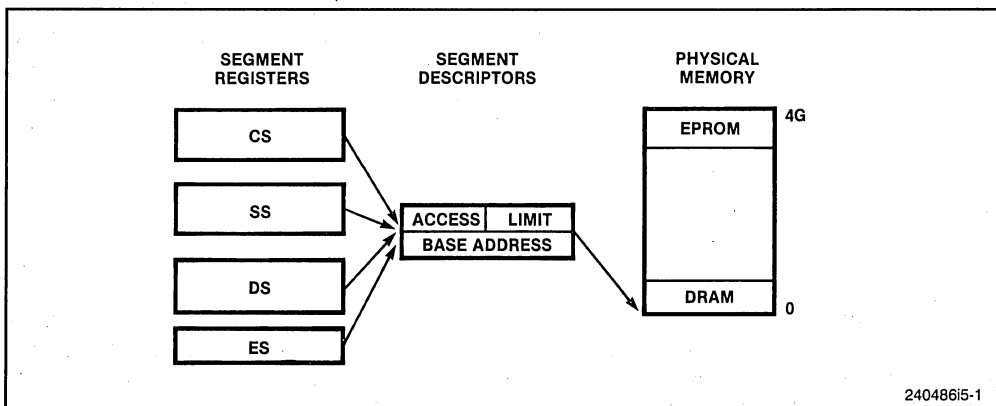 SEGMENT
REGISTERS
SEGMENT
DESCRIPTORS
PHYSICAL
MEMORY
CS
SS
DS
ES
ACCESS
LIMIT
BASE ADDRESS
EPROM
DRAM
4G
0
240486i5-1